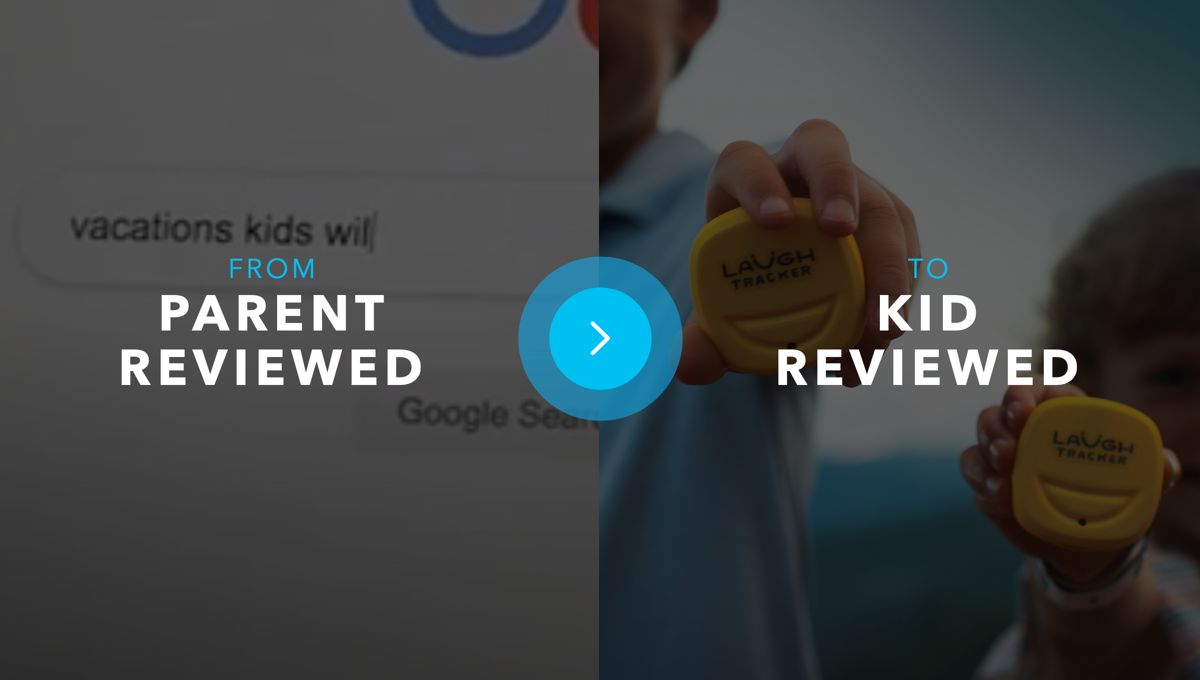 vacations kids wil
FROM
PARENT
REVIEWED
Google Sear
LAUGH
TRACKER
TO
KID
REVIEWED
LAUGH
TRACKER